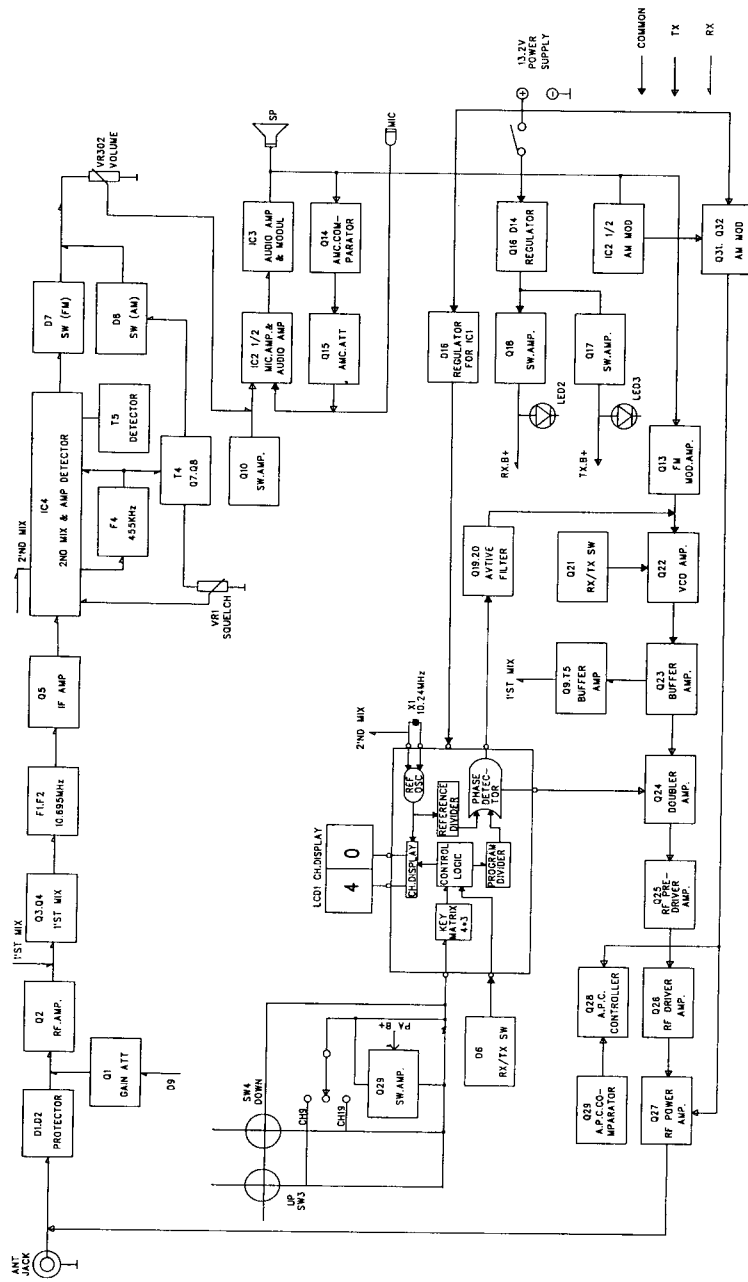 ANT
JACK
D1.D2
PROTECTOR
Q1
GAIN ATT
D9
Q2
RF.AMP.
1'ST MIX
Q3.Q4
1'ST MIX
F1.F2
10.695MHz
Q5
IF AMP
2'ND MIX
IC4
2ND MIX & AMP DETECTOR
F4
455KHz
T5
DETECTOR
T4
Q7.Q8
VR1
SQUELCH
D7
SW (FM)
D8
SW (AM)
VR302
VOLUME
Q10
SW.AMP.
IC2 1/2
MIC.AMP.&
AUDIO AMP
IC3
AUDIO AMP
& MODUL
SP
Q15
AMC.ATT
Q14
AMC.COM-
PARATOR
MIC
UP
SW3
SW4
DOWN
CH9
CH19
PA B+
Q29
SW.AMP.
LCD1 CH.DISPLAY
4
0
2'ND MIX
X1
10.24MHz
REF
OSC
CH.DISPLAY
REFERENCE
DIVIDER
PHASE
DETEC-
TOR
CONTROL
LOGIC
PROGRAM
DIVIDER
KEY
MATRIX
4*3
D6
RX/TX SW
D16
REGULATOR
FOR IC1
Q16 D14
REGULATOR
Q18
SW.AMP.
Q17
SW.AMP.
LED2
LED3
RX.B+
TX.B+
13.2V
POWER
SUPPLY
+
-
IC2 1/2
AM MOD
Q31. Q32
AM MOD
Q19.20
AVTIVE
FILTER
Q13
FM
MOD.AMP.
Q21
RX/TX SW
Q22
VCO AMP.
1'ST MIX
Q9.T5
BUFFER
AMP
Q23
BUFFER
AMP.
Q24
DOUBLER
AMP.
Q25
RF PRE-
DRIVER
AMP.
Q28
A.P.C.
CONTROLLER
Q26
RF DRIVER
AMP.
Q29
A.P.C.CO-
MPARATOR
Q27
RF POWER
AMP.
COMMON
TX
RX